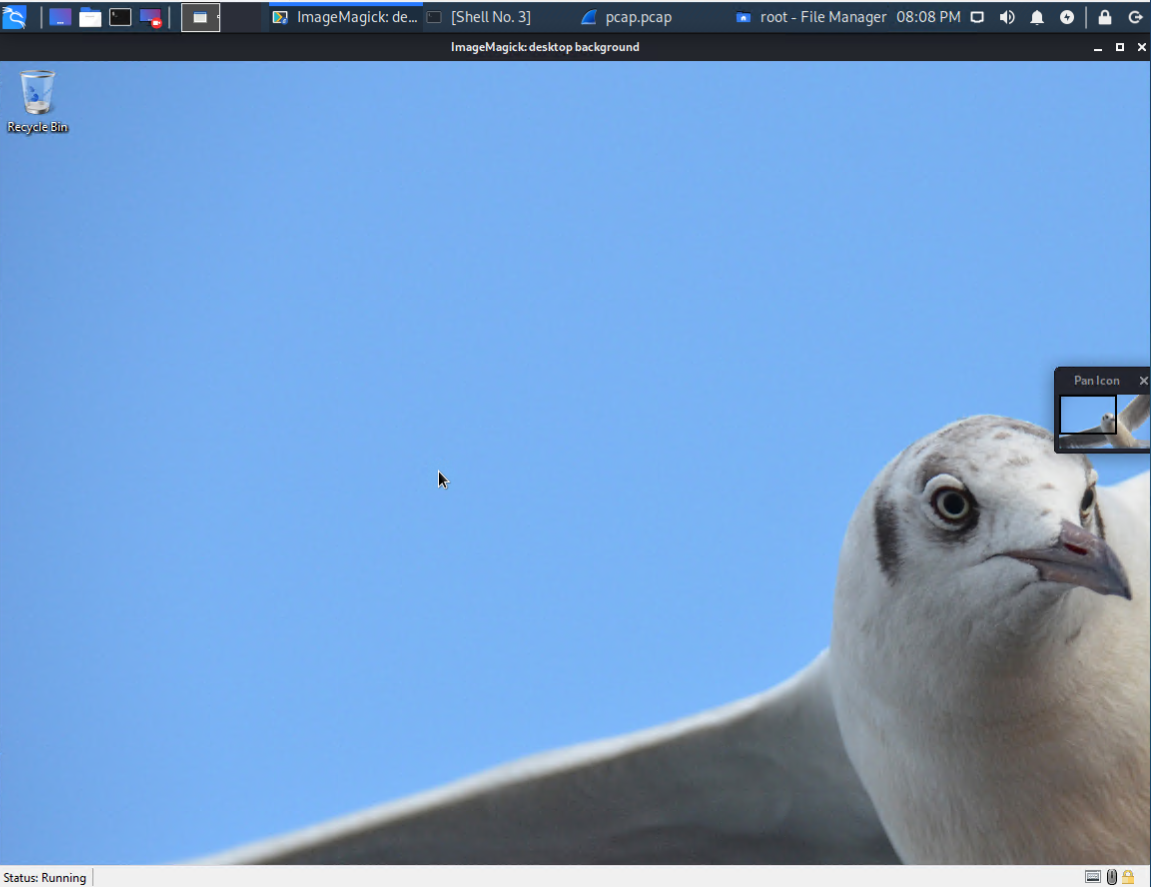 ImageMagick: de... [Shell No. 3] pcap.pcap root - File Manager 08:08 PM
ImageMagick: desktop background
Recycle Bin
Pan Icon
Status: Running